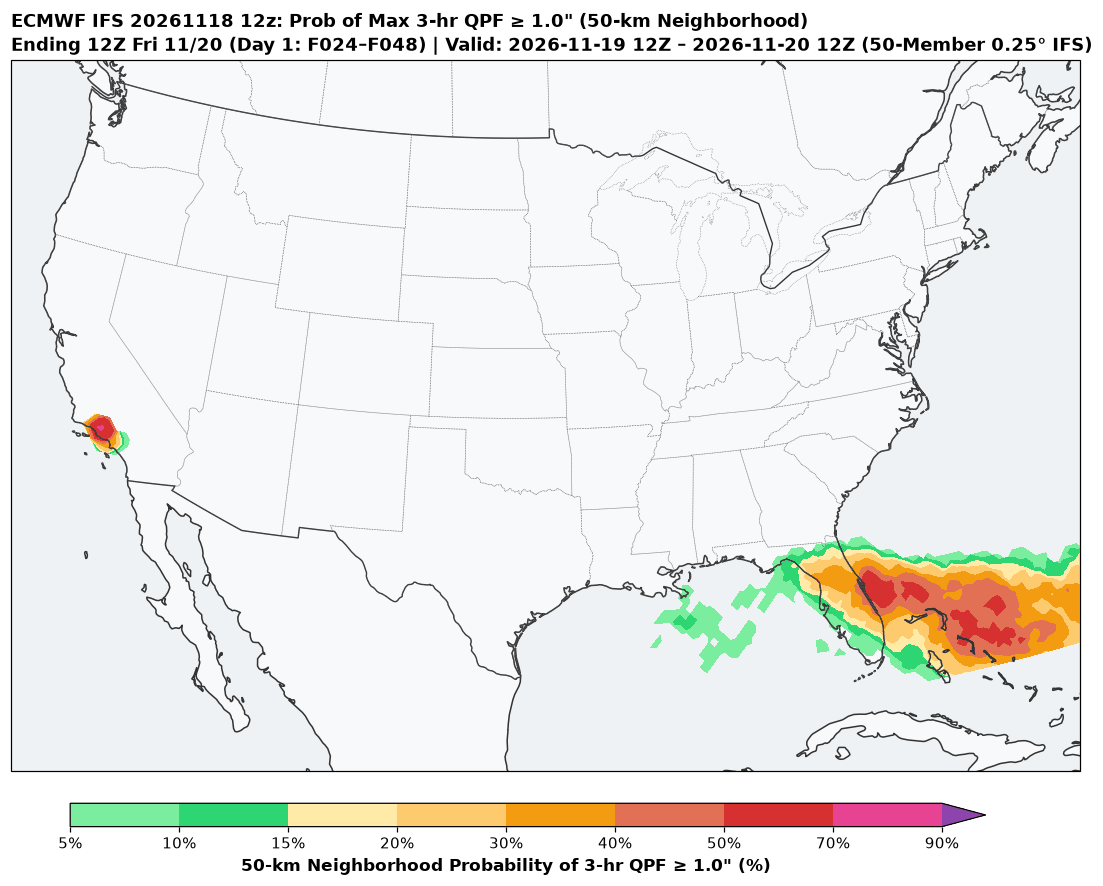 ECMWF IFS 20261118 12z: Prob of Max 3-hr QPF ≥ 1.0" (50-km Neighborhood)
Ending 12Z Fri 11/20 (Day 1: F024–F048) | Valid: 2026-11-19 12Z – 2026-11-20 12Z (50-Member 0.25° IFS)
5% 10% 15% 20% 30% 40% 50% 70% 90%
50-km Neighborhood Probability of 3-hr QPF ≥ 1.0" (%)